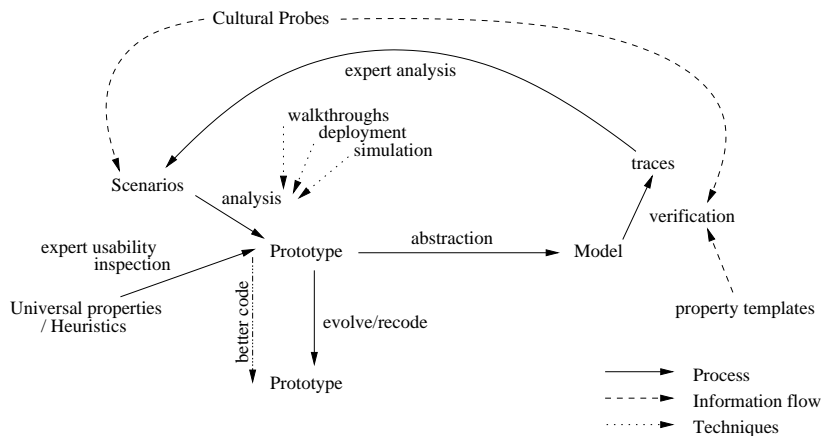 Cultural Probes
expert analysis
walkthroughs
deployment
simulation
traces
Scenarios
analysis
verification
abstraction
expert usability
inspection
Prototype
Model
Universal properties
/ Heuristics
better code
evolve/recode
property templates
Prototype
Process
Information flow
Techniques